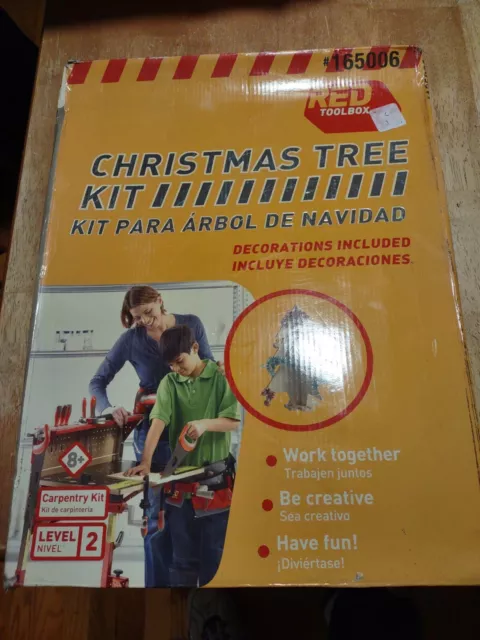 #165006
RED
TOOLBOX
CHRISTMAS TREE
KIT
KIT PARA ÁRBOL DE NAVIDAD
DECORATIONS INCLUDED
INCLUYE DECORACIONES
Work together
Trabajen juntos
Be creative
Sea creativo
Have fun!
¡Diviértase!
8+
Carpentry Kit
Kit de carpintería
LEVEL 2
NIVEL